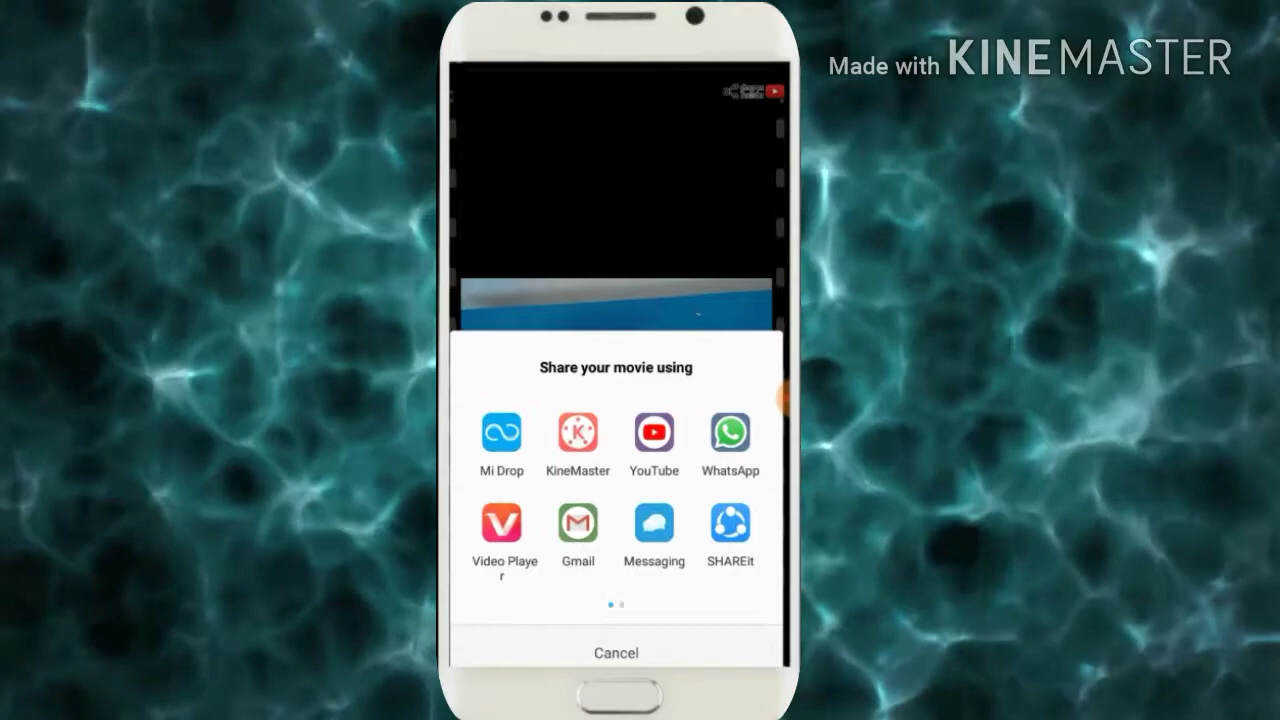 Made with KINEMASTER
Share your movie using
Mi Drop KineMaster YouTube WhatsApp
Video Playe
r
Gmail Messaging SHAREit
Cancel